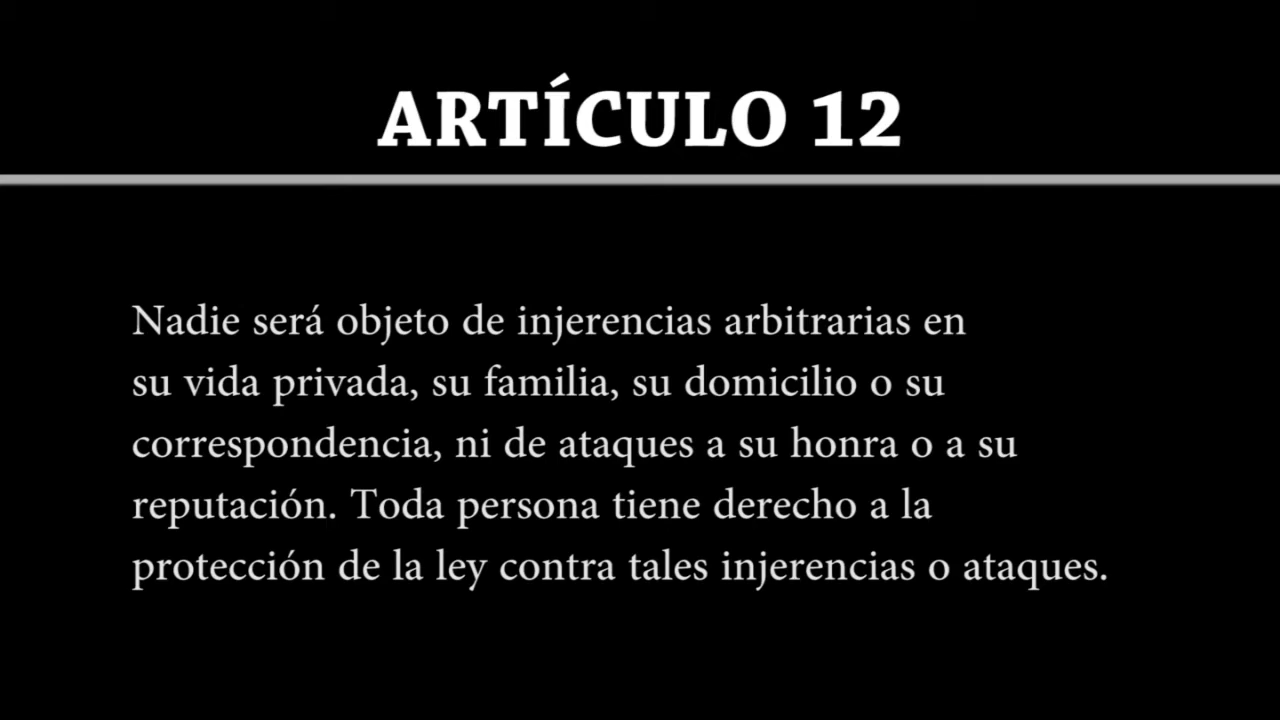 ARTÍCULO 12
Nadie será objeto de injerencias arbitrarias en
su vida privada, su familia, su domicilio o su
correspondencia, ni de ataques a su honra o a su
reputación. Toda persona tiene derecho a la
protección de la ley contra tales injerencias o ataques.